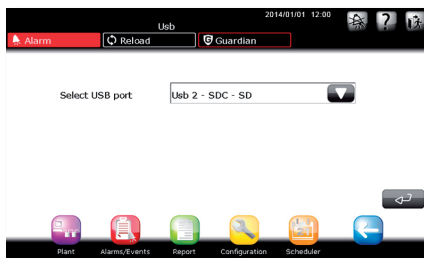 2014/01/01 12:00
Usb
Alarm Reload Guardian
Select USB port Usb 2 - SDC - SD
Plant Alarms/Events Report Configuration Scheduler